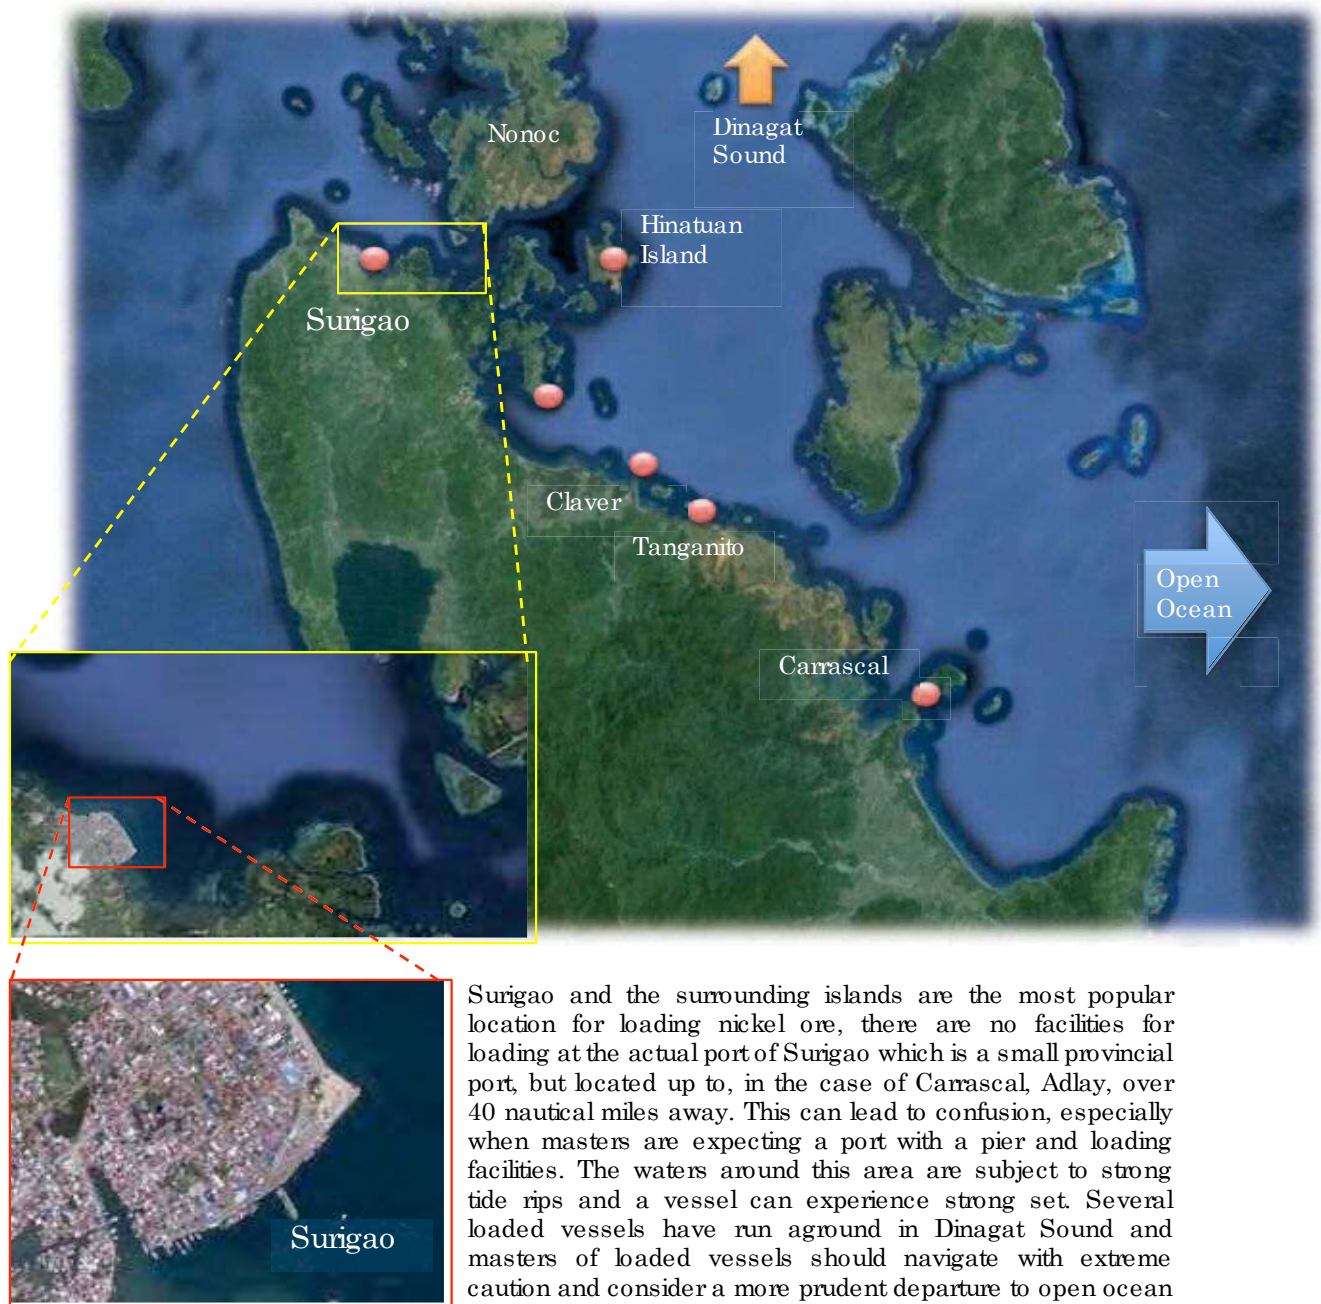 Nonoc
Dinagat
Sound
Hinatuan
Island
Surigao
Claver
Tanganito
Open
Ocean
Carrascal
Surigao
Surigao and the surrounding islands are the most popular
location for loading nickel ore, there are no facilities for
loading at the actual port of Surigao which is a small provincial
port, but located up to, in the case of Carrascal, Adlay, over
40 nautical miles away. This can lead to confusion, especially
when masters are expecting a port with a pier and loading
facilities. The waters around this area are subject to strong
tide rips and a vessel can experience strong set. Several
loaded vessels have run aground in Dinagat Sound and
masters of loaded vessels should navigate with extreme
caution and consider a more prudent departure to open ocean